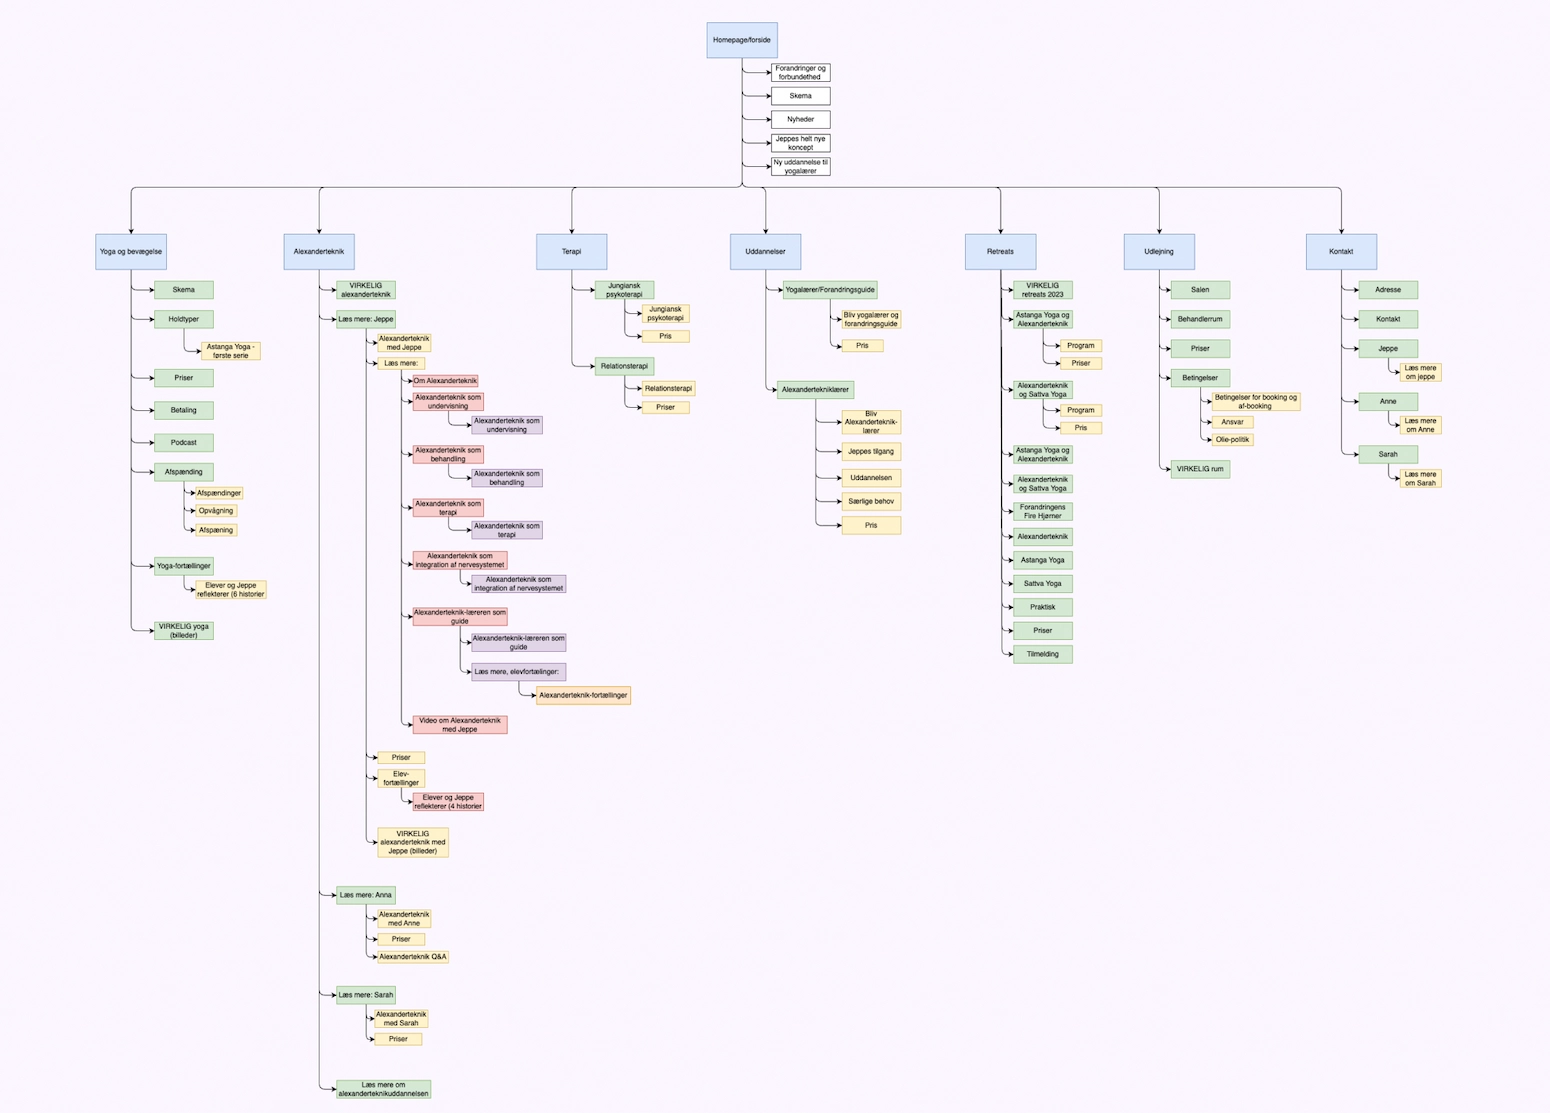 Homepage/forside
Forandringer og
forbundethed
Skema
Nyheder
Jeppes helt nye
koncept
Ny uddannelse til
yogalærer
Yoga og bevægelse
Skema
Holdtyper
Astanga Yoga -
første serie
Priser
Betaling
Podcast
Afspænding
Afspændinger
Opvågning
Afspæning
Yoga-fortællinger
Elever og Jeppe
reflekterer (6 historier
VIRKELIG yoga
(billeder)
Alexanderteknik
VIRKELIG
alexanderteknik
Læs mere: Jeppe
Alexanderteknik
med Jeppe
Læs mere:
Om Alexanderteknik
Alexanderteknik som
undervisning
Alexanderteknik som
undervisning
Alexanderteknik som
behandling
Alexanderteknik som
behandling
Alexanderteknik som
terapi
Alexanderteknik som
terapi
Alexanderteknik som
integration af nervesystemet
Alexanderteknik som
integration af nervesystemet
Alexanderteknik-læreren som
guide
Alexanderteknik-læreren som
guide
Læs mere, elevfortælinger:
Alexanderteknik-fortællinger
Video om Alexanderteknik
med Jeppe
Priser
Elev-
fortællinger
Elever og Jeppe
reflekterer (4 historier
VIRKELIG
alexanderteknik med
Jeppe (billeder)
Læs mere: Anna
Alexanderteknik
med Anne
Priser
Alexanderteknik Q&A
Læs mere: Sarah
Alexanderteknik
med Sarah
Priser
Læs mere om
alexanderteknikuddannelsen
Terapi
Jungiansk
psykoterapi
Jungiansk
psykoterapi
Pris
Relationsterapi
Relationsterapi
Priser
Uddannelser
Yogalærer/Forandringsguide
Bliv yogalærer og
forandringsguide
Pris
Alexandertekniklærer
Bliv
Alexanderteknik-
lærer
Jeppes tilgang
Uddannelsen
Særlige behov
Pris
Retreats
VIRKELIG
retreats 2023
Astanga Yoga og
Alexanderteknik
Program
Priser
Alexanderteknik
og Sattva Yoga
Program
Pris
Astanga Yoga og
Alexanderteknik
Alexanderteknik
og Sattva Yoga
Forandringens
Fire Hjørner
Alexanderteknik
Astanga Yoga
Sattva Yoga
Praktisk
Priser
Tilmelding
Udlejning
Salen
Behandlerrum
Priser
Betingelser
Betingelser for booking og
af-booking
Ansvar
Olie-politik
VIRKELIG rum
Kontakt
Adresse
Kontakt
Jeppe
Læs mere
om jeppe
Anne
Læs mere
om Anne
Sarah
Læs mere
om Sarah